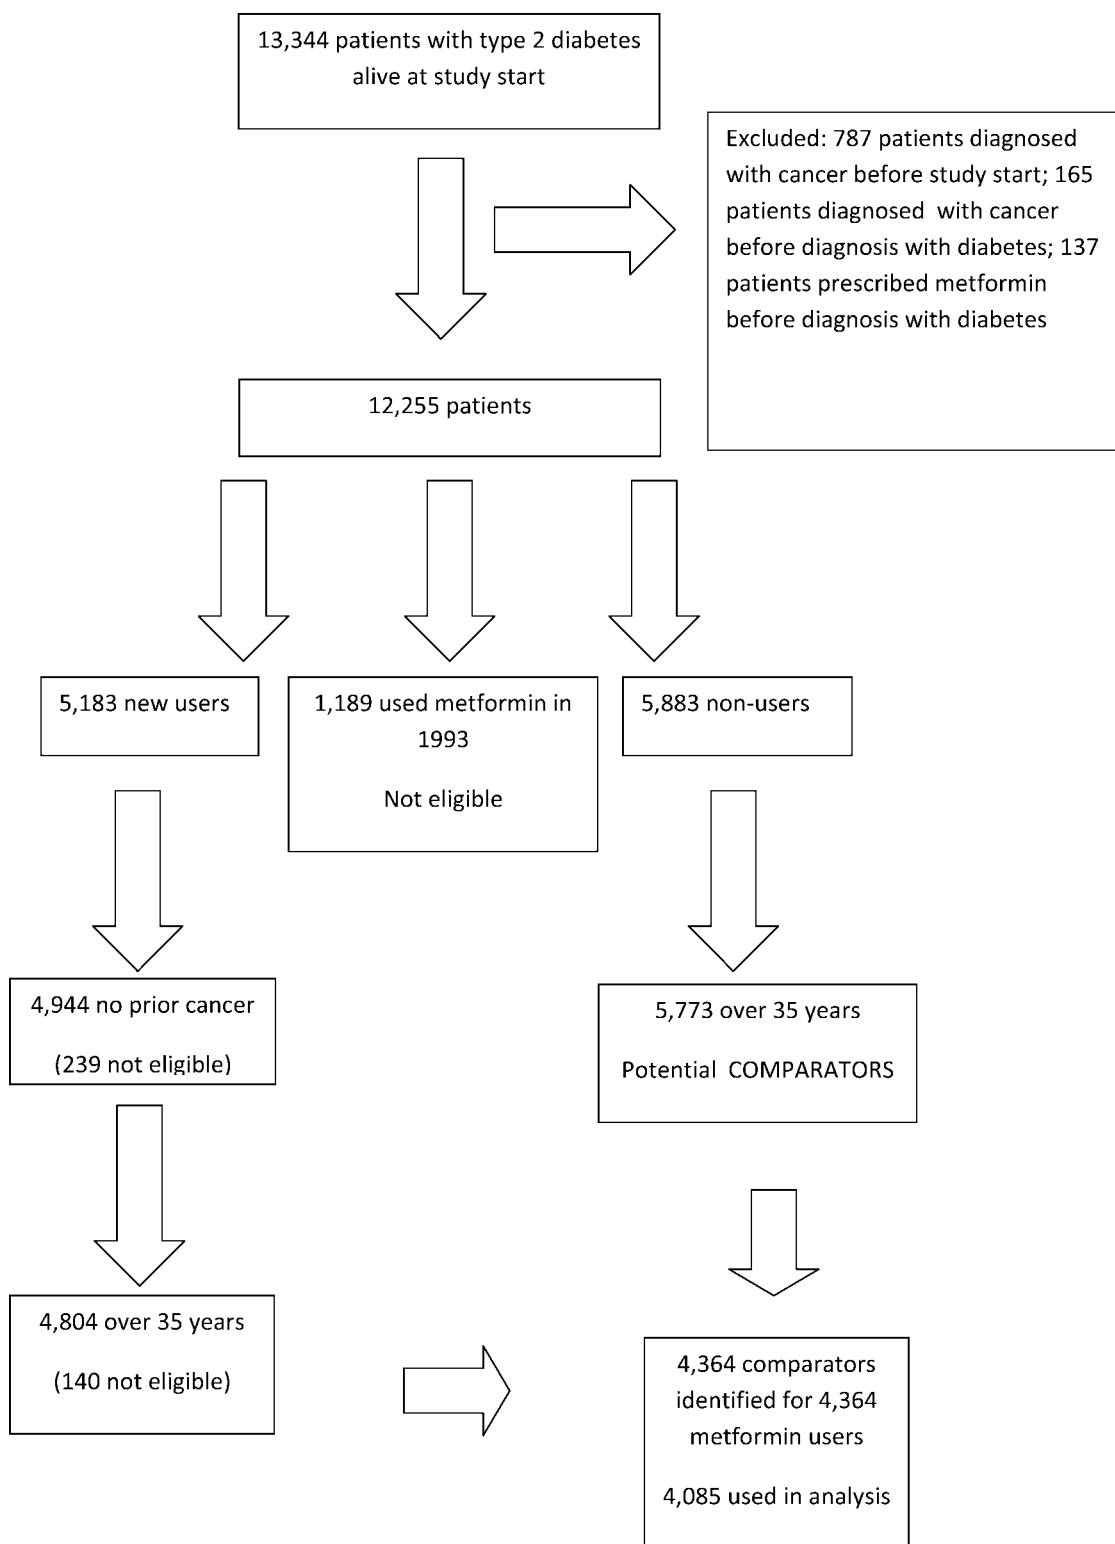 13,344 patients with type 2 diabetes
alive at study start
Excluded: 787 patients diagnosed
with cancer before study start; 165
patients diagnosed with cancer
before diagnosis with diabetes; 137
patients prescribed metformin
before diagnosis with diabetes
12,255 patients
5,183 new users
1,189 used metformin in
1993
Not eligible
5,883 non-users
4,944 no prior cancer
(239 not eligible)
5,773 over 35 years
Potential COMPARATORS
4,804 over 35 years
(140 not eligible)
4,364 comparators
identified for 4,364
metformin users
4,085 used in analysis